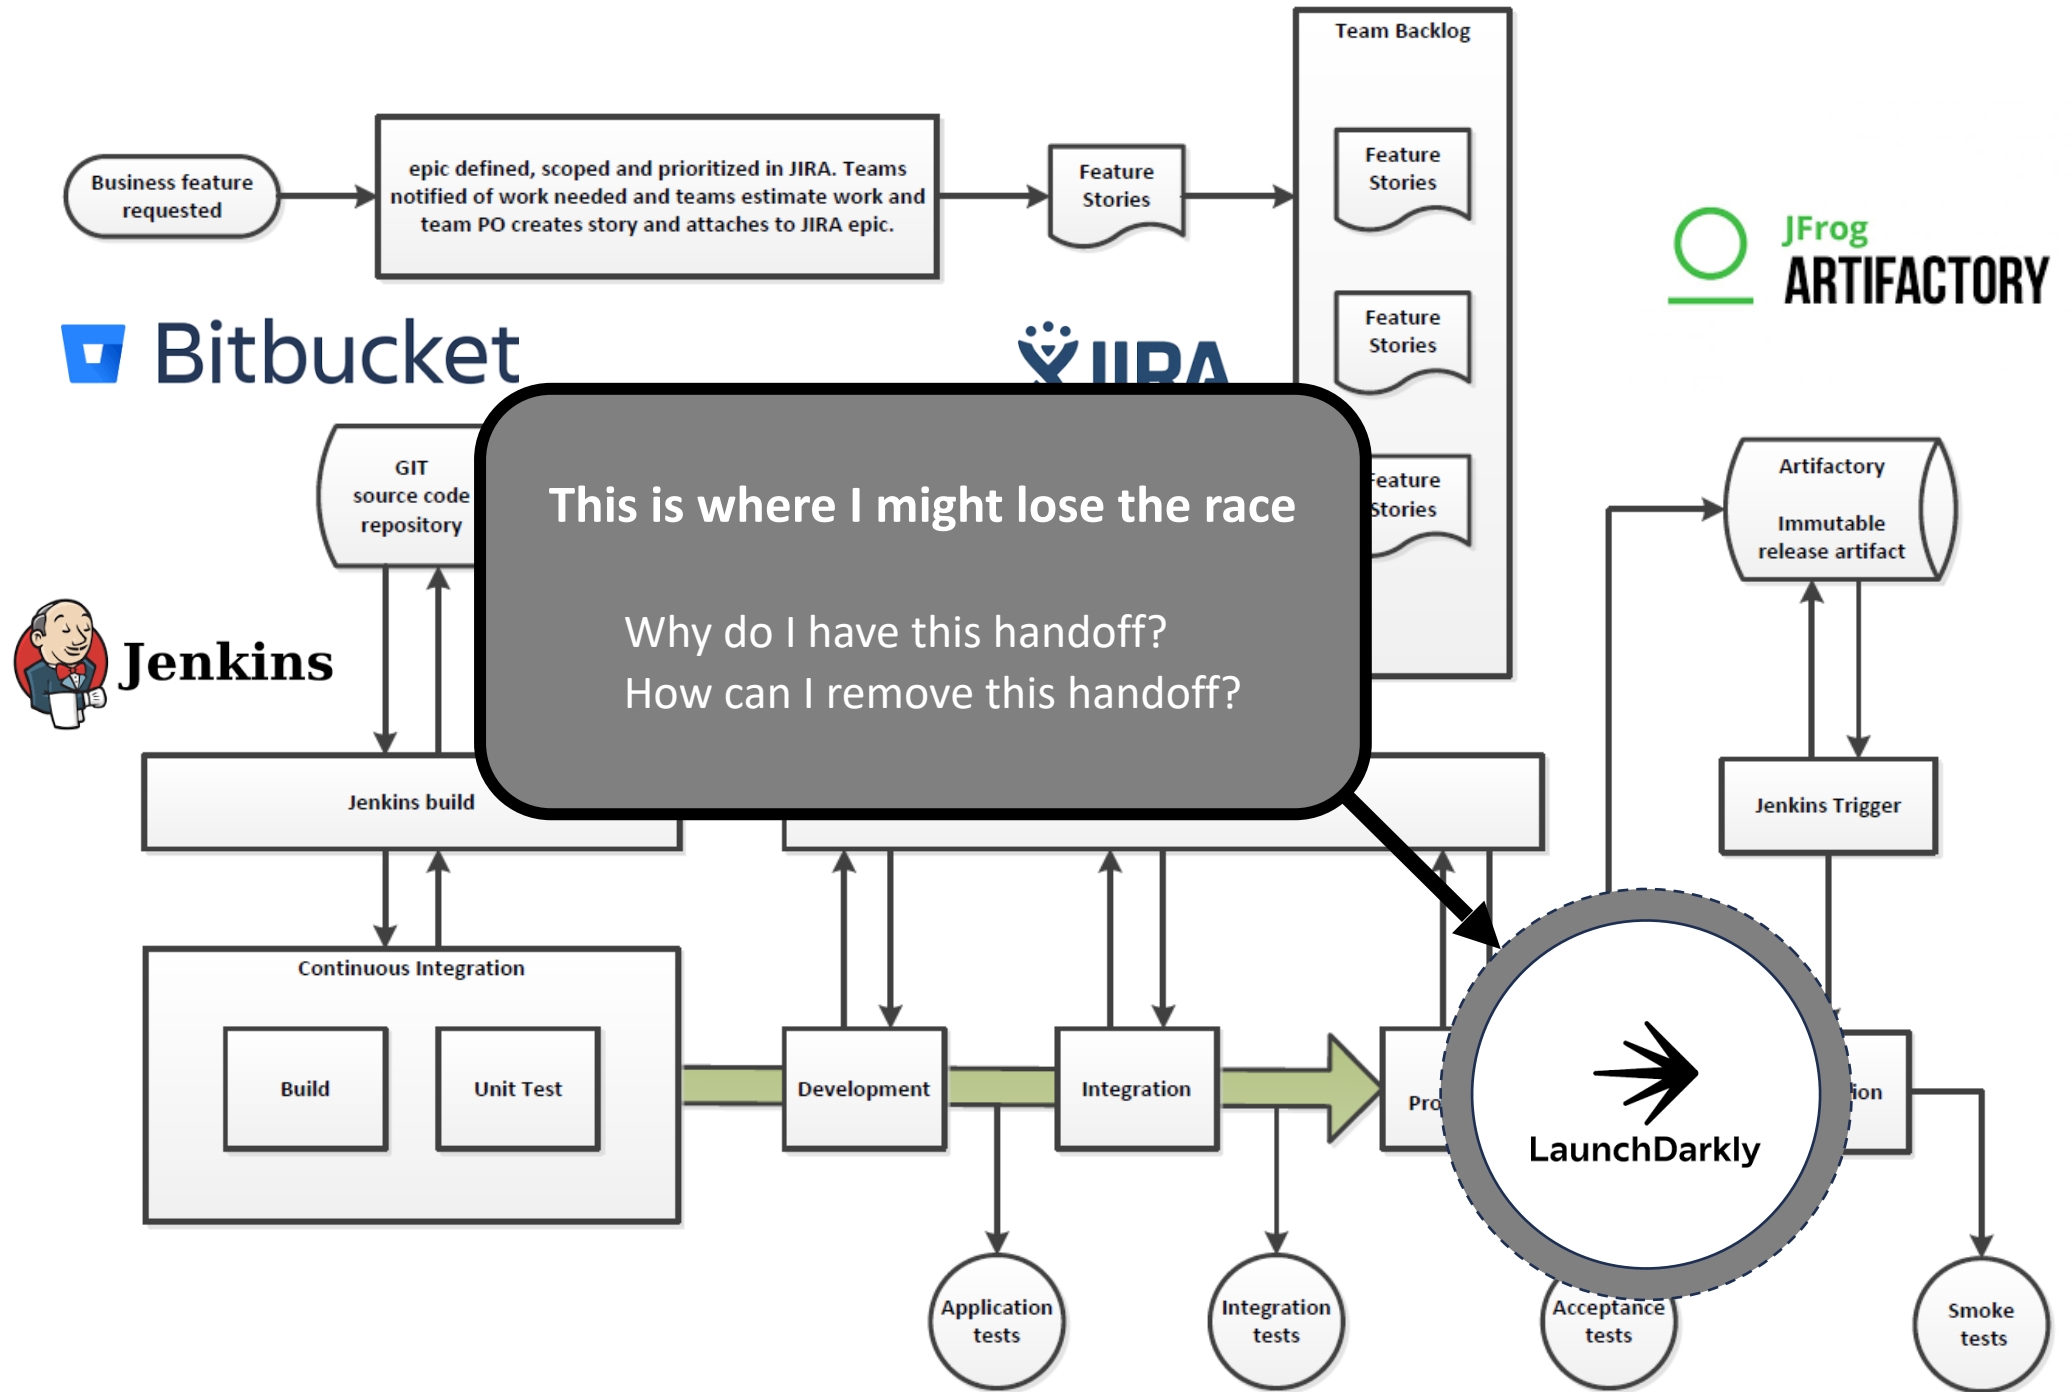 Team Backlog
Business feature
requested
epic defined, scoped and prioritized in JIRA. Teams
notified of work needed and teams estimate work and
team PO creates story and attaches to JIRA epic.
Feature
Stories
Feature
Stories
JFrog
ARTIFACTORY
Bitbucket
JIRA
Feature
Stories
GIT
source code
repository
This is where I might lose the race
Why do I have this handoff?
How can I remove this handoff?
Feature
Stories
Artifactory
Immutable
release artifact
Jenkins
Jenkins build
Jenkins Trigger
Continuous Integration
Build
Unit Test
Development
Integration
LaunchDarkly
Application
tests
Integration
tests
Acceptance
tests
Smoke
tests